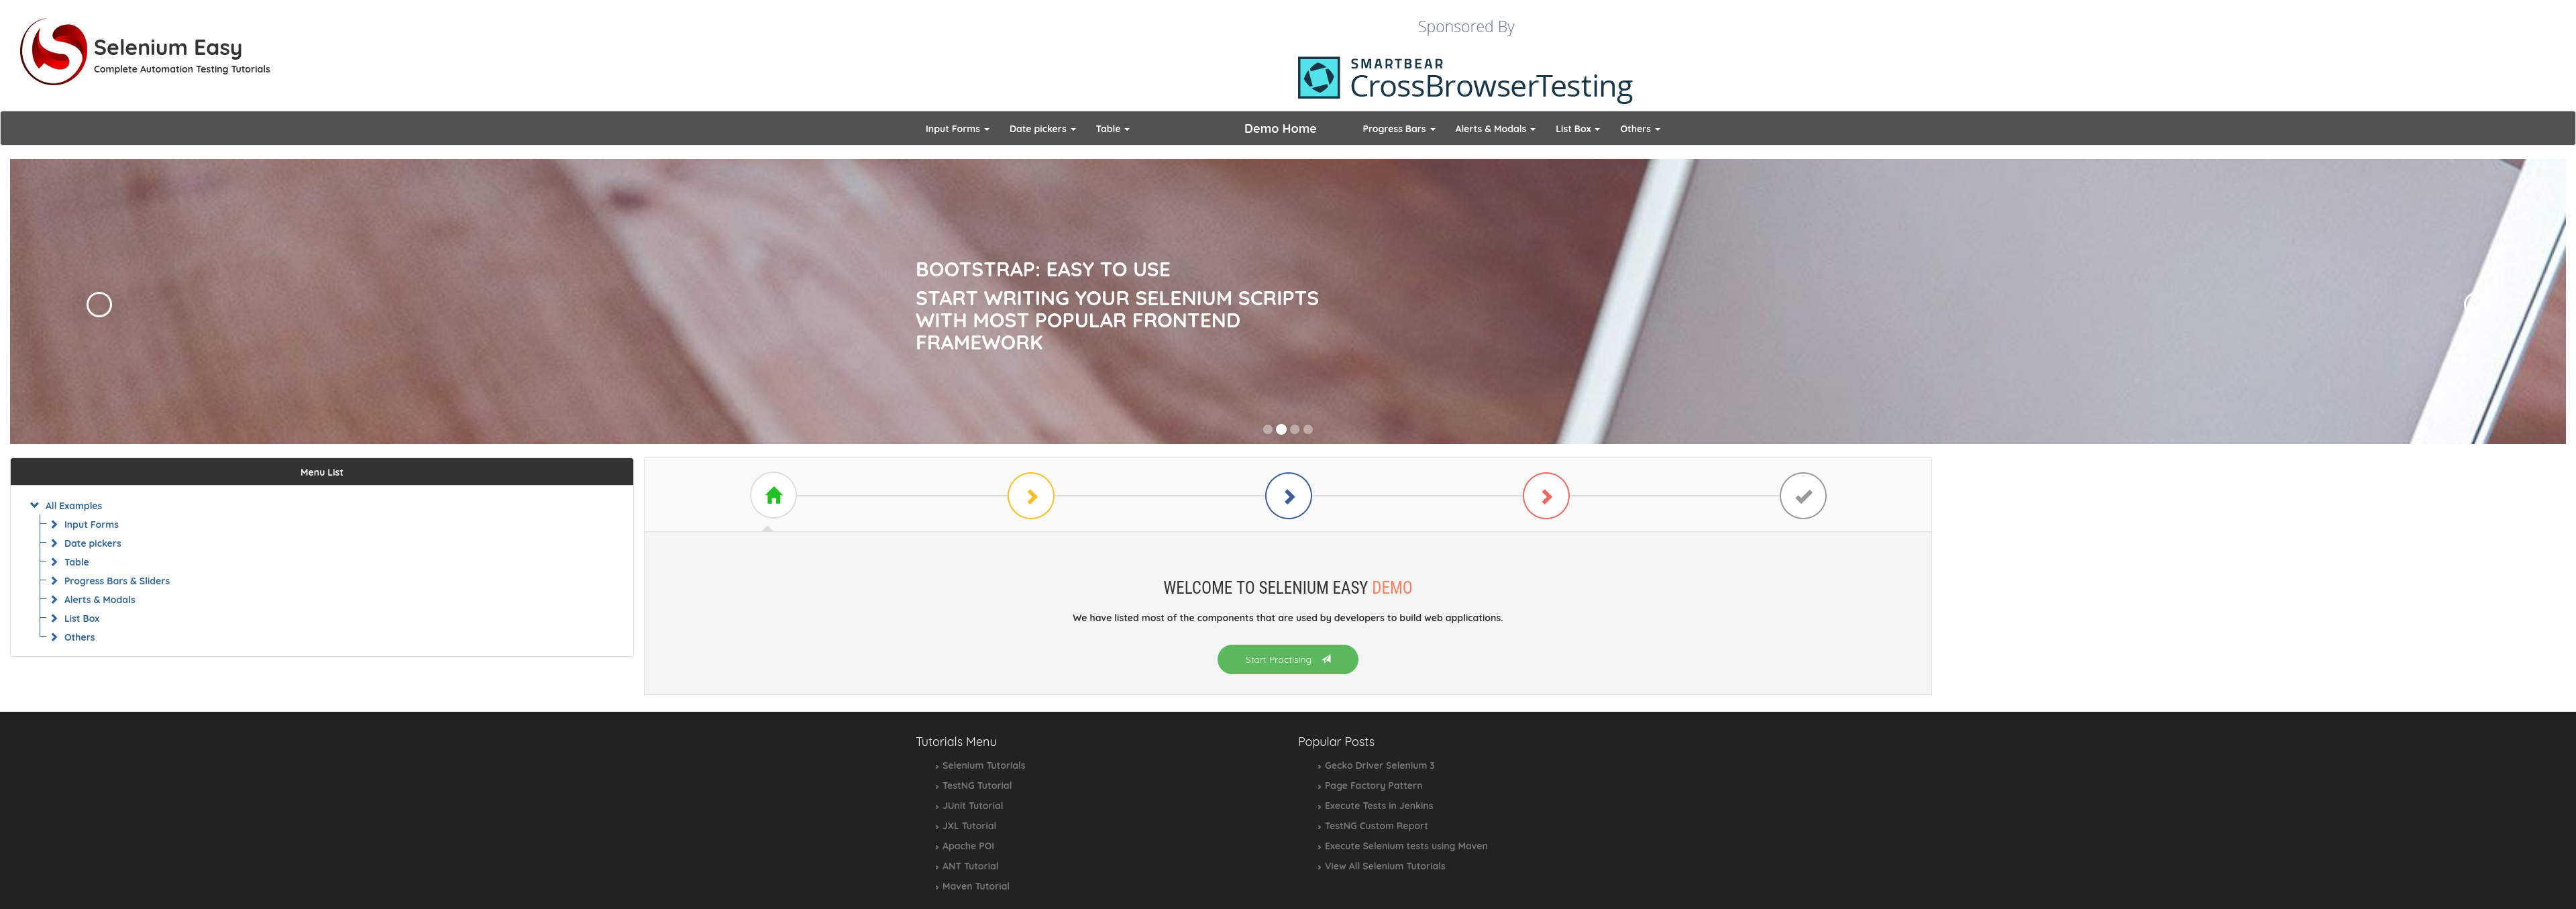 Selenium Easy
Complete Automation Testing Tutorials
Sponsored By
SMARTBEAR
CrossBrowserTesting
Input Forms
Date pickers
Table
Demo Home
Progress Bars
Alerts & Modals
List Box
Others
BOOTSTRAP: EASY TO USE
START WRITING YOUR SELENIUM SCRIPTS
WITH MOST POPULAR FRONTEND
FRAMEWORK
Menu List
All Examples
Input Forms
Date pickers
Table
Progress Bars & Sliders
Alerts & Modals
List Box
Others
WELCOME TO SELENIUM EASY DEMO
We have listed most of the components that are used by developers to build web applications.
Start Practising
Tutorials Menu
Selenium Tutorials
TestNG Tutorial
JUnit Tutorial
JXL Tutorial
Apache POI
ANT Tutorial
Maven Tutorial
Popular Posts
Gecko Driver Selenium 3
Page Factory Pattern
Execute Tests in Jenkins
TestNG Custom Report
Execute Selenium tests using Maven
View All Selenium Tutorials